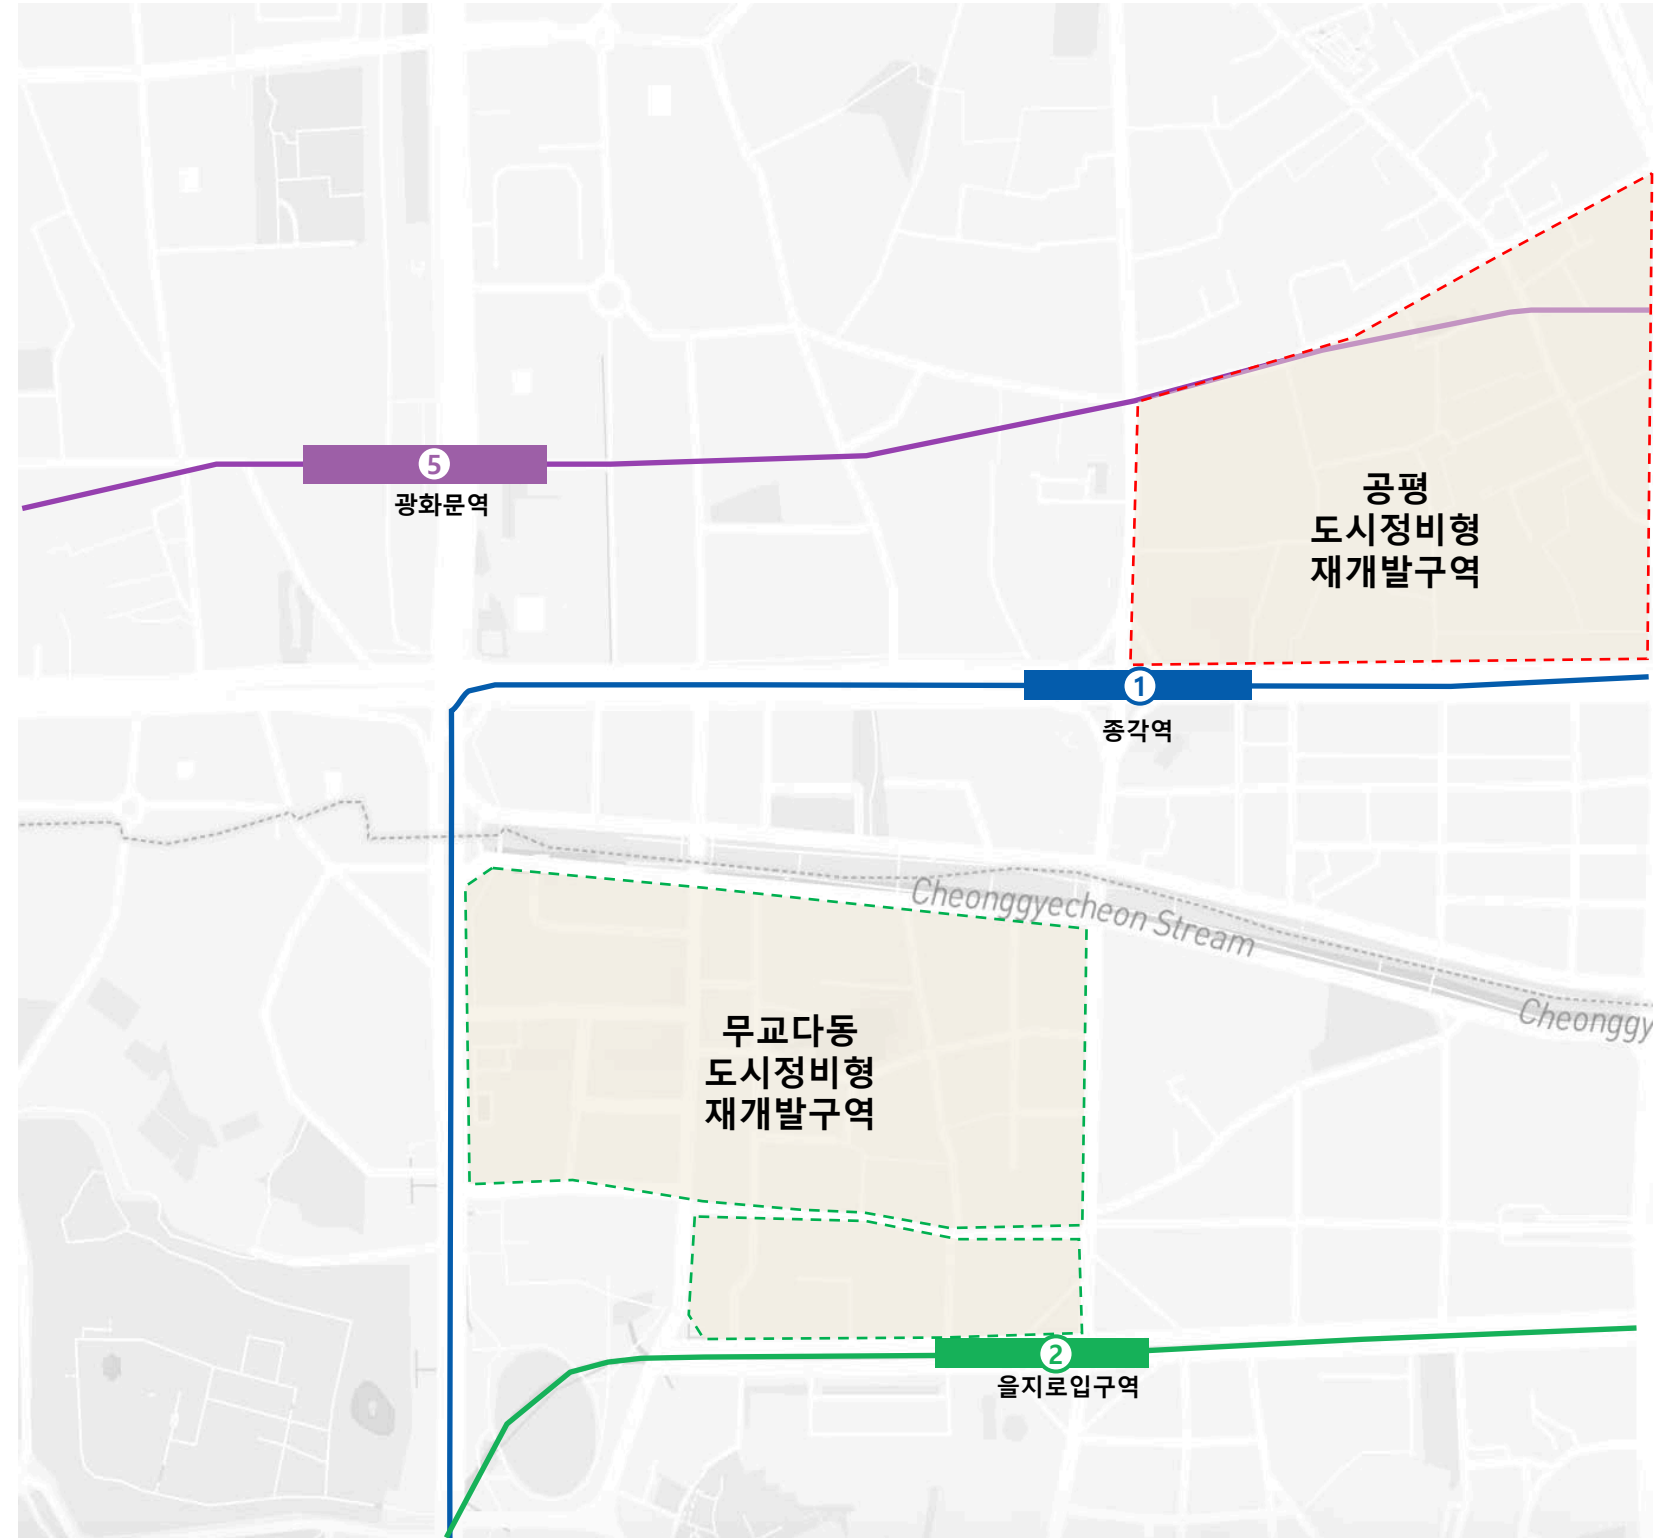 5
광화문역
공평
도시정비형
재개발구역
1
종각역
Cheonggyecheon Stream
Cheonggy
무교다동
도시정비형
재개발구역
2
을지로입구역